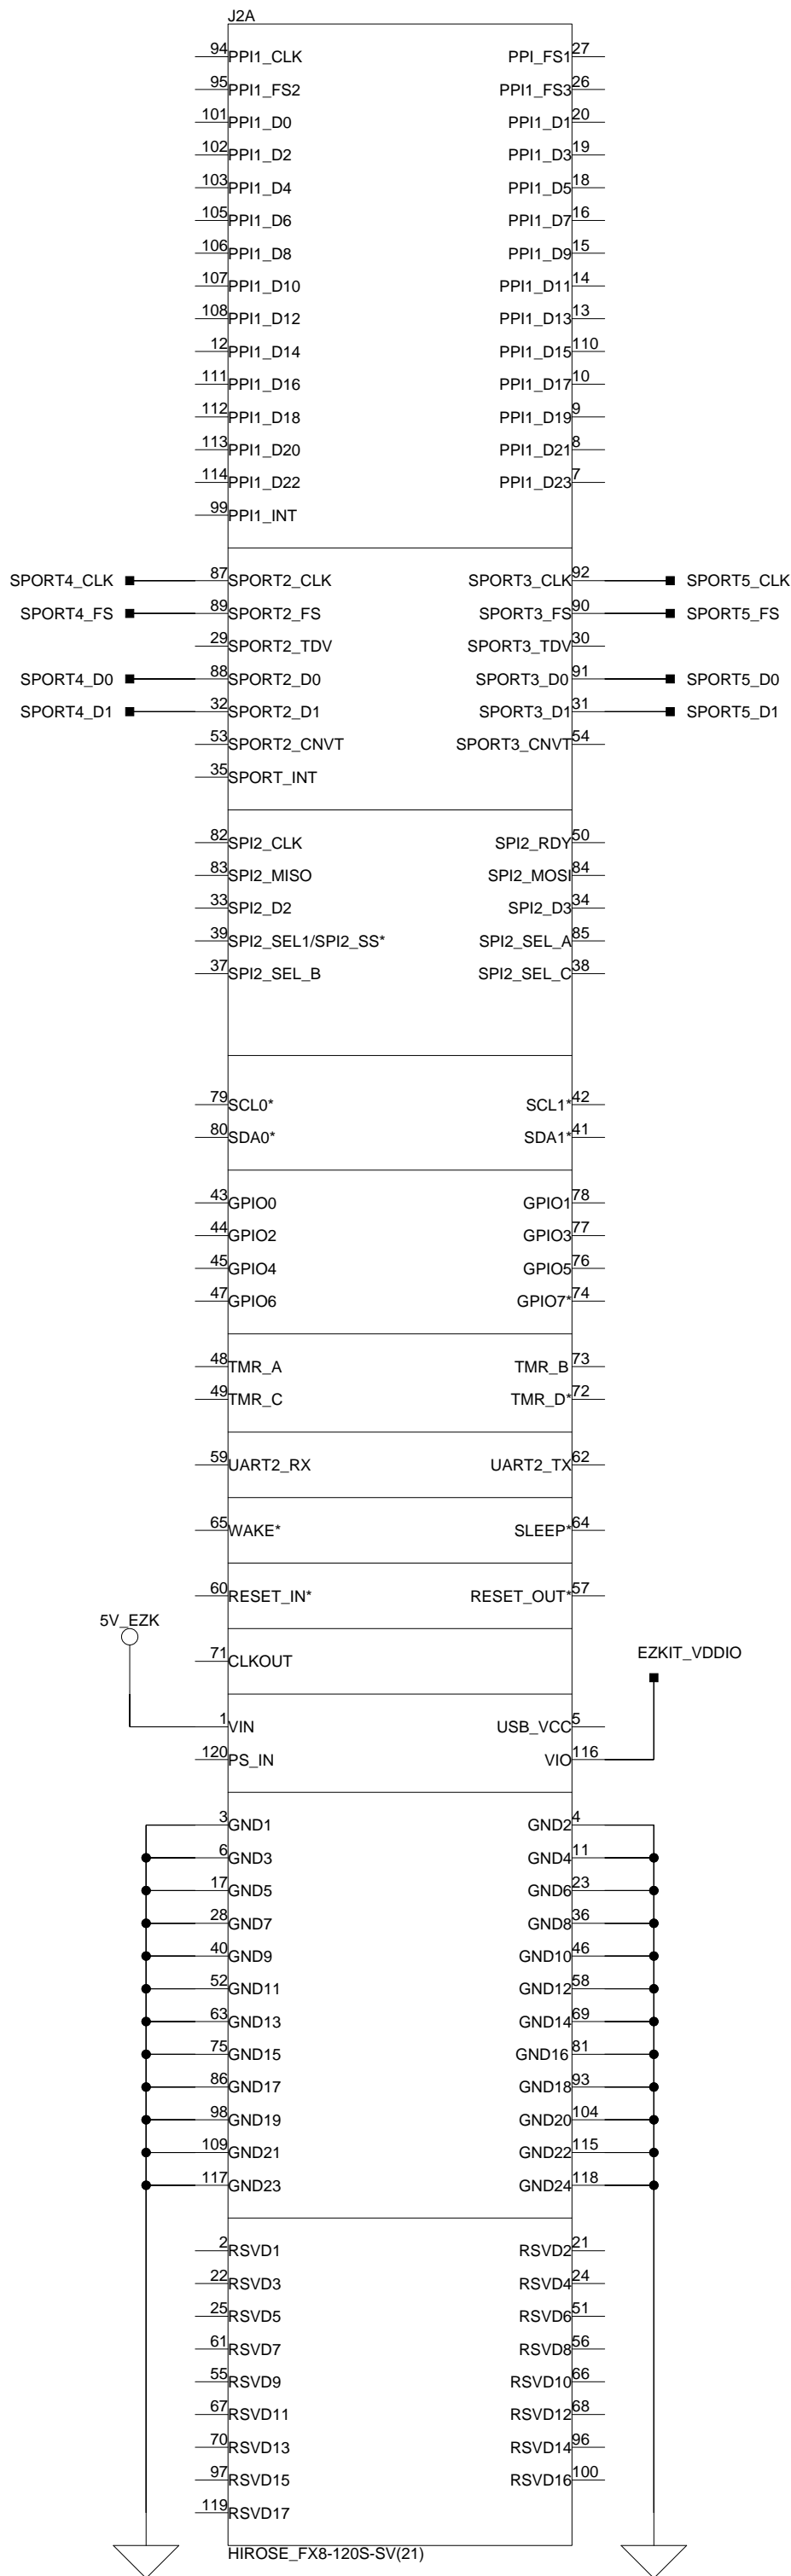 J2A
94 PPI1_CLK PPI_FS1 27
95 PPI1_FS2 PPI1_FS3 26
101 PPI1_D0 PPI1_D1 20
102 PPI1_D2 PPI1_D3 19
103 PPI1_D4 PPI1_D5 18
105 PPI1_D6 PPI1_D7 16
106 PPI1_D8 PPI1_D9 15
107 PPI1_D10 PPI1_D11 14
108 PPI1_D12 PPI1_D13 13
12 PPI1_D14 PPI1_D15 110
111 PPI1_D16 PPI1_D17 10
112 PPI1_D18 PPI1_D19 9
113 PPI1_D20 PPI1_D21 8
114 PPI1_D22 PPI1_D23 7
99 PPI1_INT
SPORT4_CLK 87 SPORT2_CLK SPORT3_CLK 92 SPORT5_CLK
SPORT4_FS 89 SPORT2_FS SPORT3_FS 90 SPORT5_FS
29 SPORT2_TDV SPORT3_TDV 30
SPORT4_D0 88 SPORT2_D0 SPORT3_D0 91 SPORT5_D0
SPORT4_D1 32 SPORT2_D1 SPORT3_D1 31 SPORT5_D1
53 SPORT2_CNVT SPORT3_CNVT 54
35 SPORT_INT
82 SPI2_CLK SPI2_RDY 50
83 SPI2_MISO SPI2_MOSI 84
33 SPI2_D2 SPI2_D3 34
39 SPI2_SEL1/SPI2_SS* SPI2_SEL_A 85
37 SPI2_SEL_B SPI2_SEL_C 38
79 SCL0* SCL1* 42
80 SDA0* SDA1* 41
43 GPIO0 GPIO1 78
44 GPIO2 GPIO3 77
45 GPIO4 GPIO5 76
47 GPIO6 GPIO7* 74
48 TMR_A TMR_B 73
49 TMR_C TMR_D* 72
59 UART2_RX UART2_TX 62
65 WAKE* SLEEP* 64
60 RESET_IN* RESET_OUT* 57
5V_EZK
71 CLKOUT
EZKIT_VDDIO
1 VIN USB_VCC 5
120 PS_IN VIO 116
3 GND1 GND2 4
6 GND3 GND4 11
17 GND5 GND6 23
28 GND7 GND8 36
40 GND9 GND10 46
52 GND11 GND12 58
63 GND13 GND14 69
75 GND15 GND16 81
86 GND17 GND18 93
98 GND19 GND20 104
109 GND21 GND22 115
117 GND23 GND24 118
2 RSVD1 RSVD2 21
22 RSVD3 RSVD4 24
25 RSVD5 RSVD6 51
61 RSVD7 RSVD8 56
55 RSVD9 RSVD10 66
67 RSVD11 RSVD12 68
70 RSVD13 RSVD14 96
97 RSVD15 RSVD16 100
119 RSVD17
HIROSE_FX8-120S-SV(21)